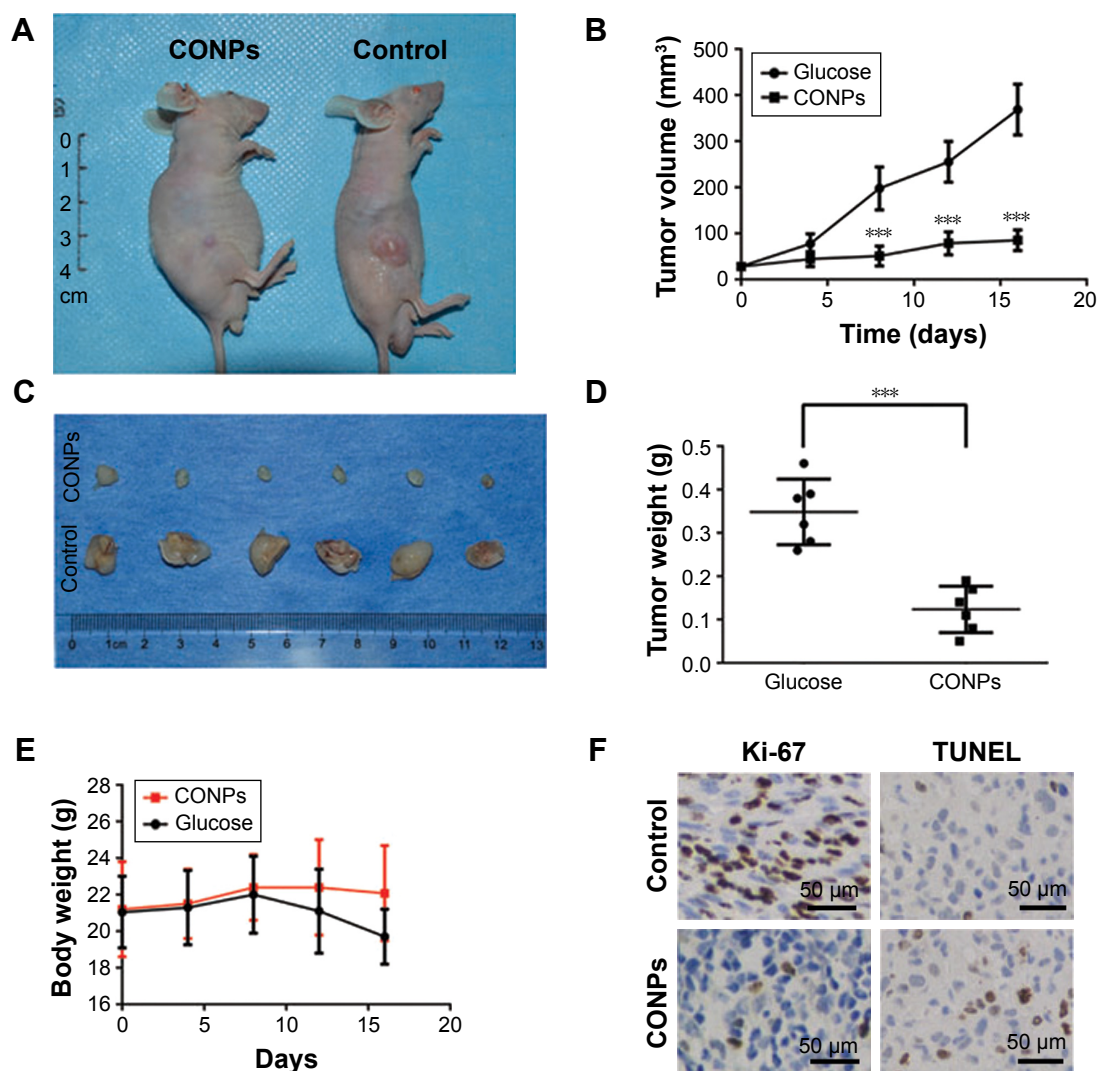 A
CONPs Control
0
1
2
3
4
cm
B
500
400
300
200
100
0
Tumor volume (mm³)
Glucose
CONPs
*** *** ***
0 5 10 15 20
Time (days)
C
CONPs
Control
0 1cm 2 3 4 5 6 7 8 9 10 11 12 13
D
***
0.5
0.4
0.3
0.2
0.1
0.0
Tumor weight (g)
Glucose CONPs
E
28
26
24
22
20
18
16
Body weight (g)
CONPs
Glucose
0 5 10 15 20
Days
F
Ki-67 TUNEL
Control
50 µm 50 µm
CONPs
50 µm 50 µm